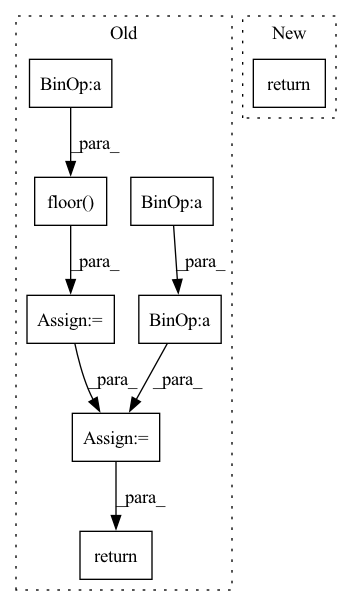 Old
New
BinOp:a
return
_para_
floor()
BinOp:a
_para_
_para_
Assign:=
BinOp:a
_para_
_para_
Assign:=
_para_
return